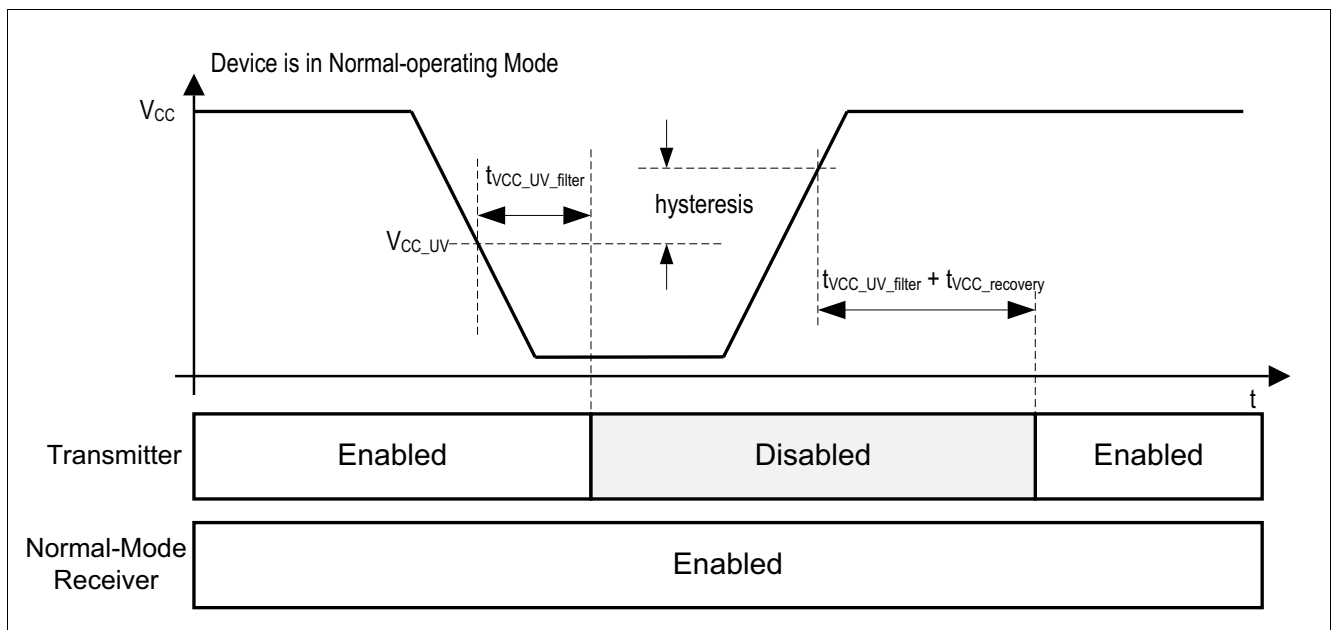 Device is in Normal-operating Mode
VCC
tVCC_UV_filter
hysteresis
VCC_UV
tVCC_UV_filter + tVCC_recovery
t
Transmitter
Enabled
Disabled
Enabled
Normal-Mode
Receiver
Enabled